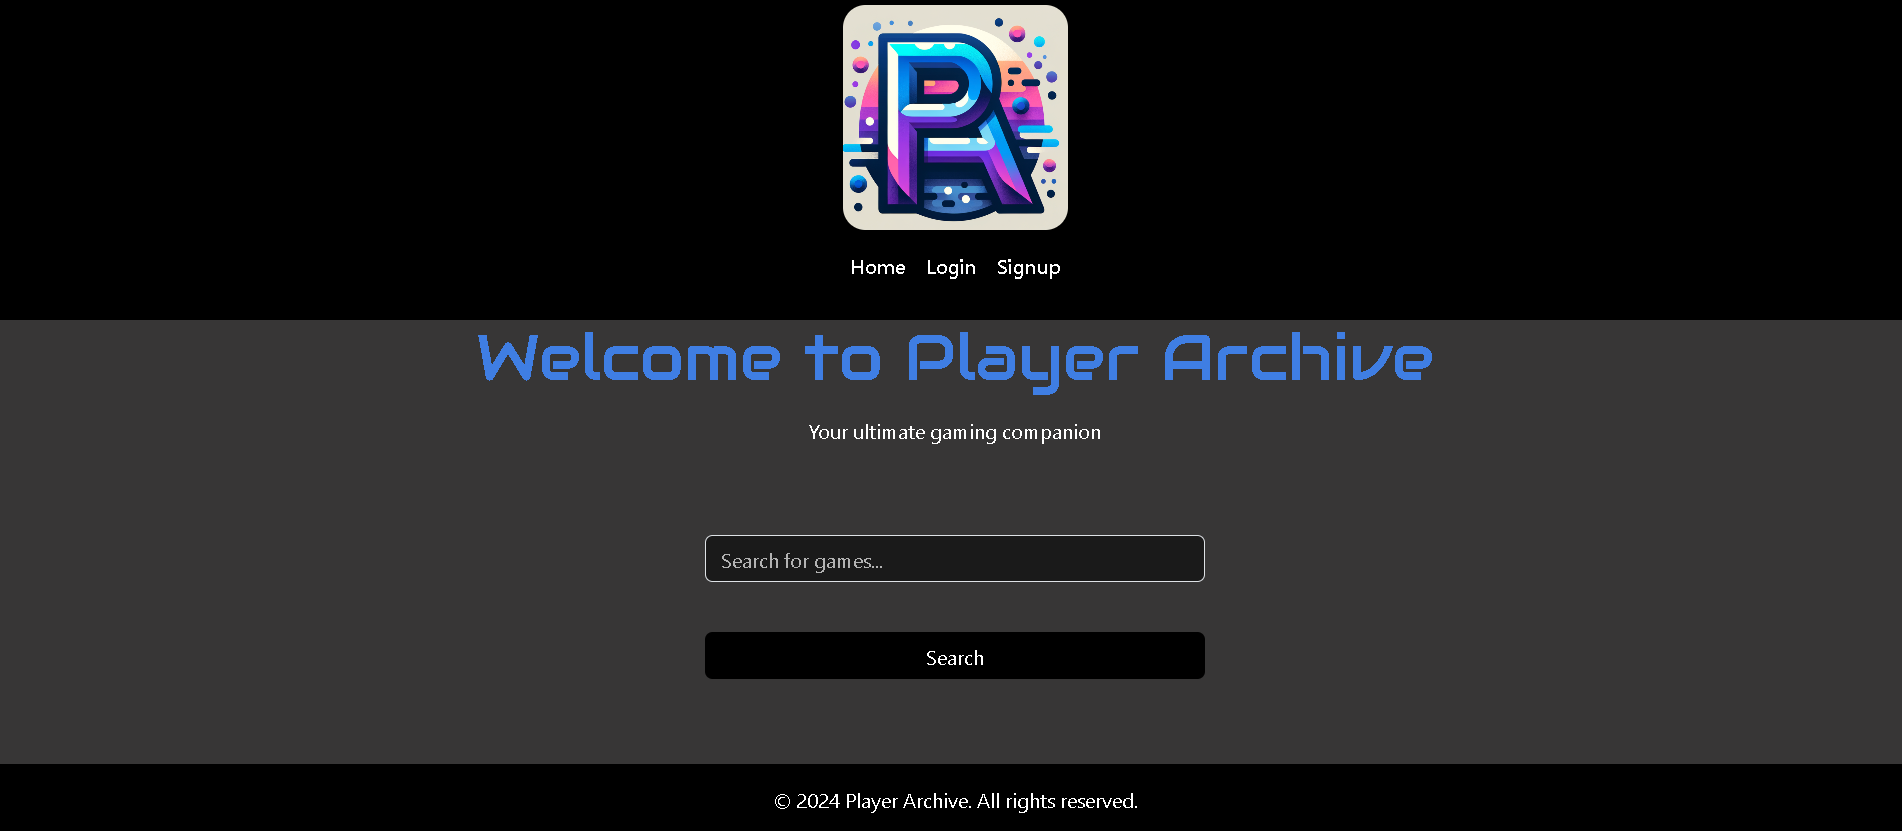 PA
Home Login Signup
Welcome to Player Archive
Your ultimate gaming companion
Search for games...
Search
© 2024 Player Archive. All rights reserved.